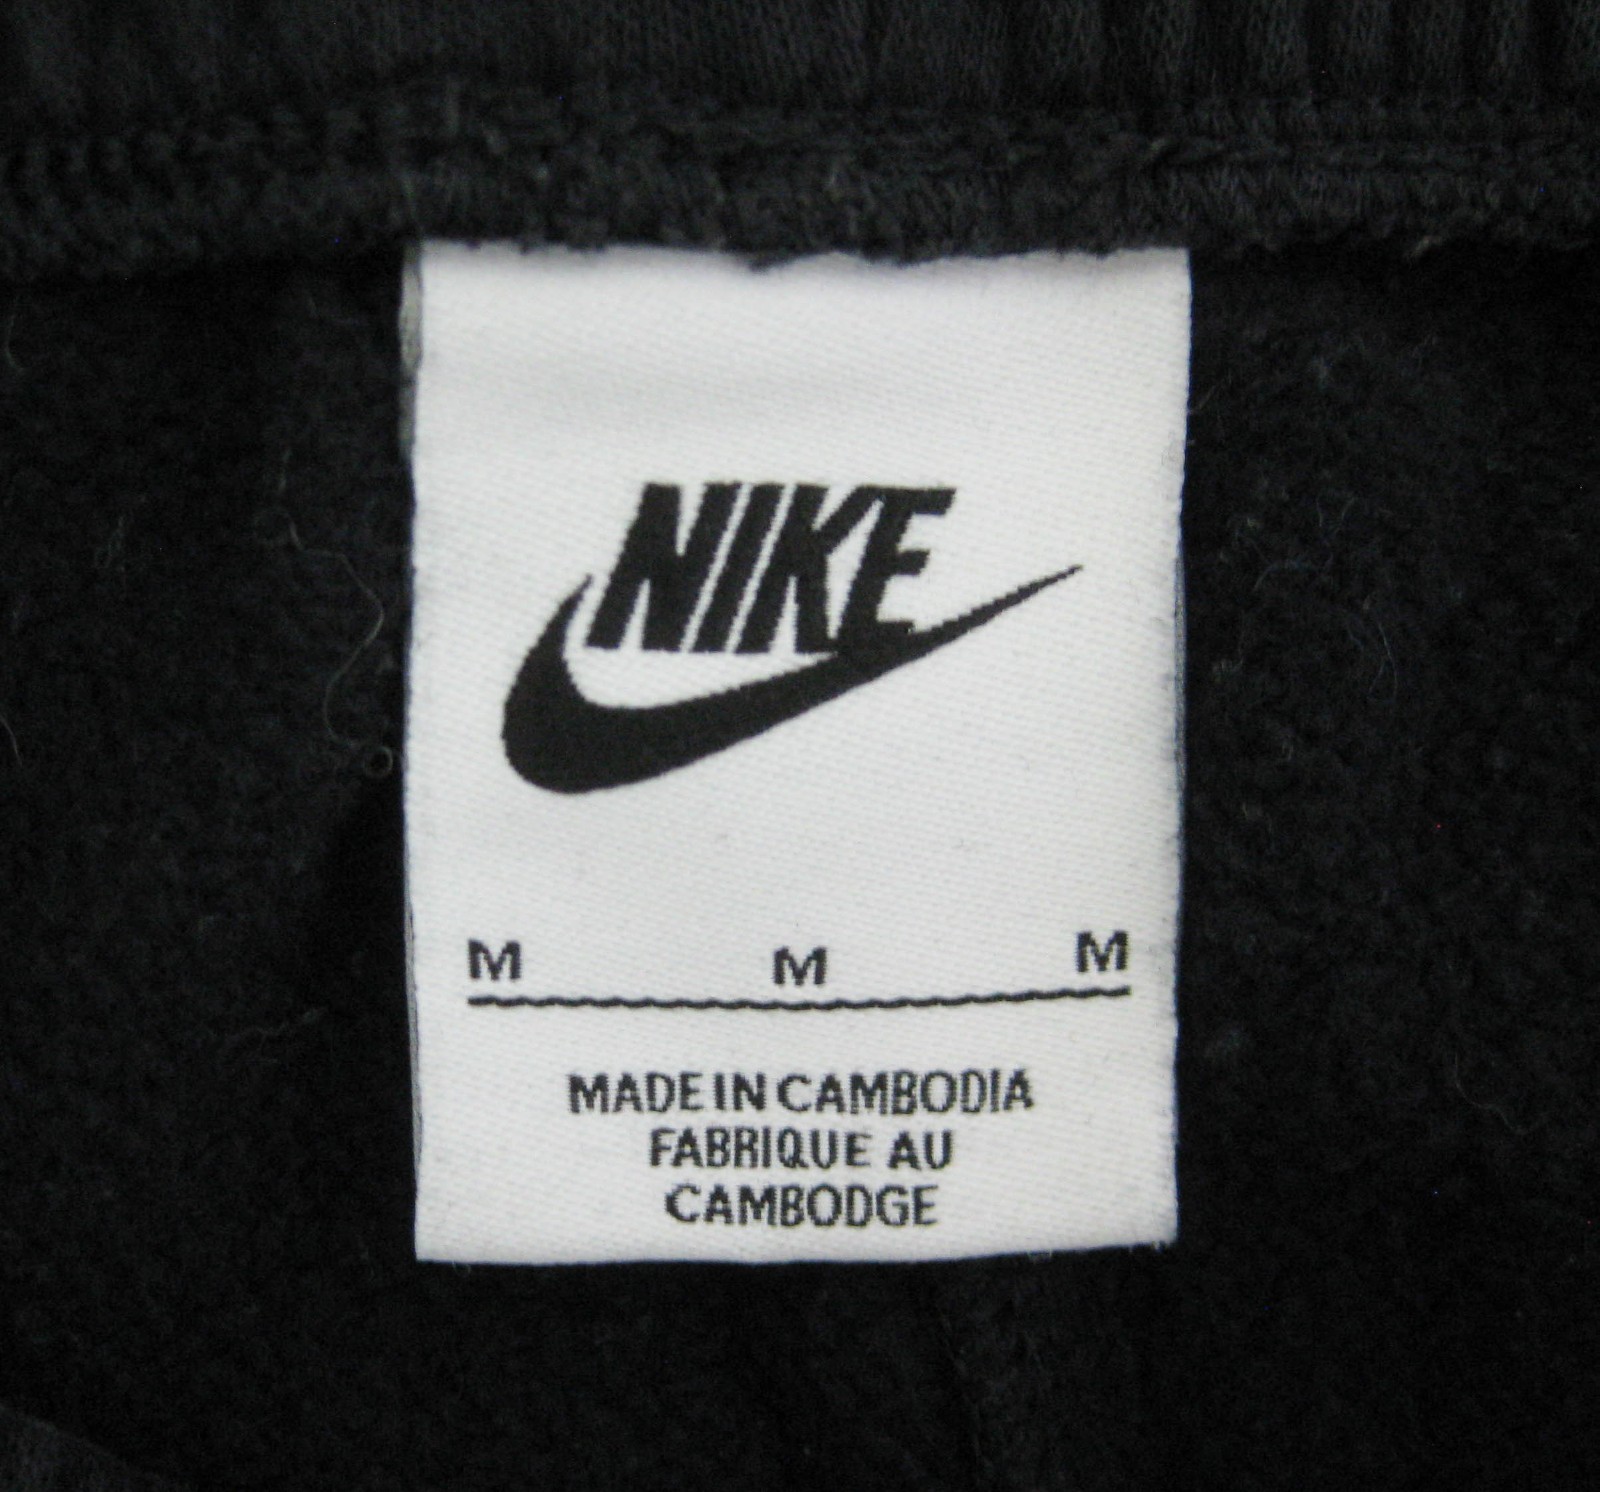 NIKE
M M M
MADE IN CAMBODIA
FABRIQUE AU
CAMBODGE